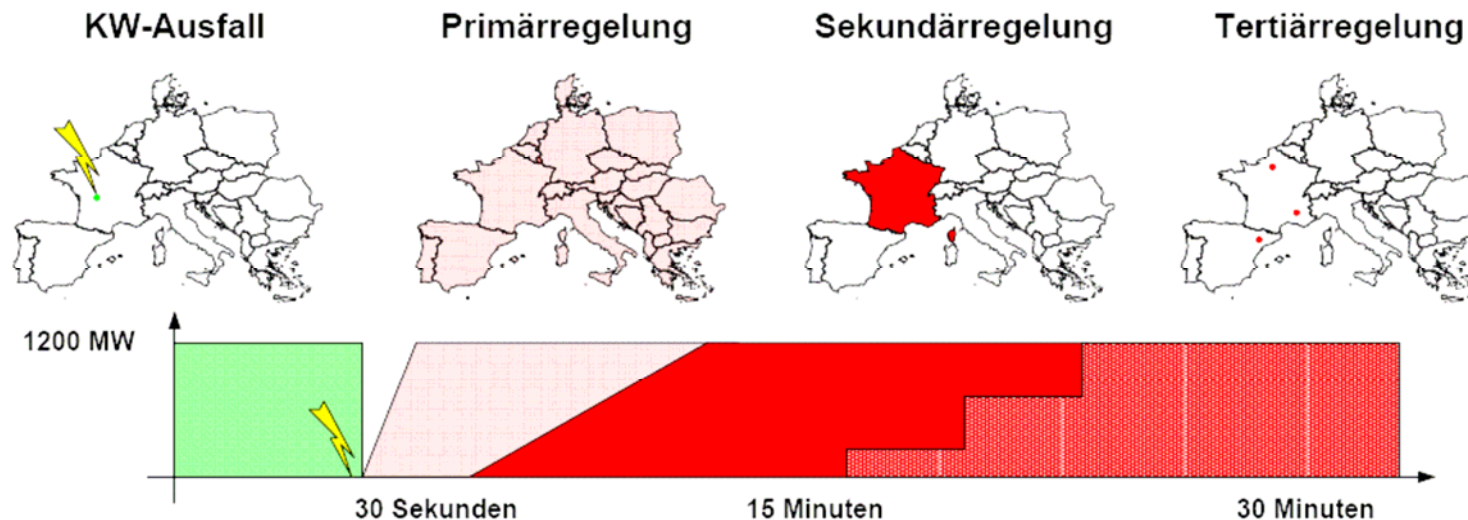 KW-Ausfall
Primärregelung
Sekundärregelung
Tertiärregelung
1200 MW
30 Sekunden
15 Minuten
30 Minuten